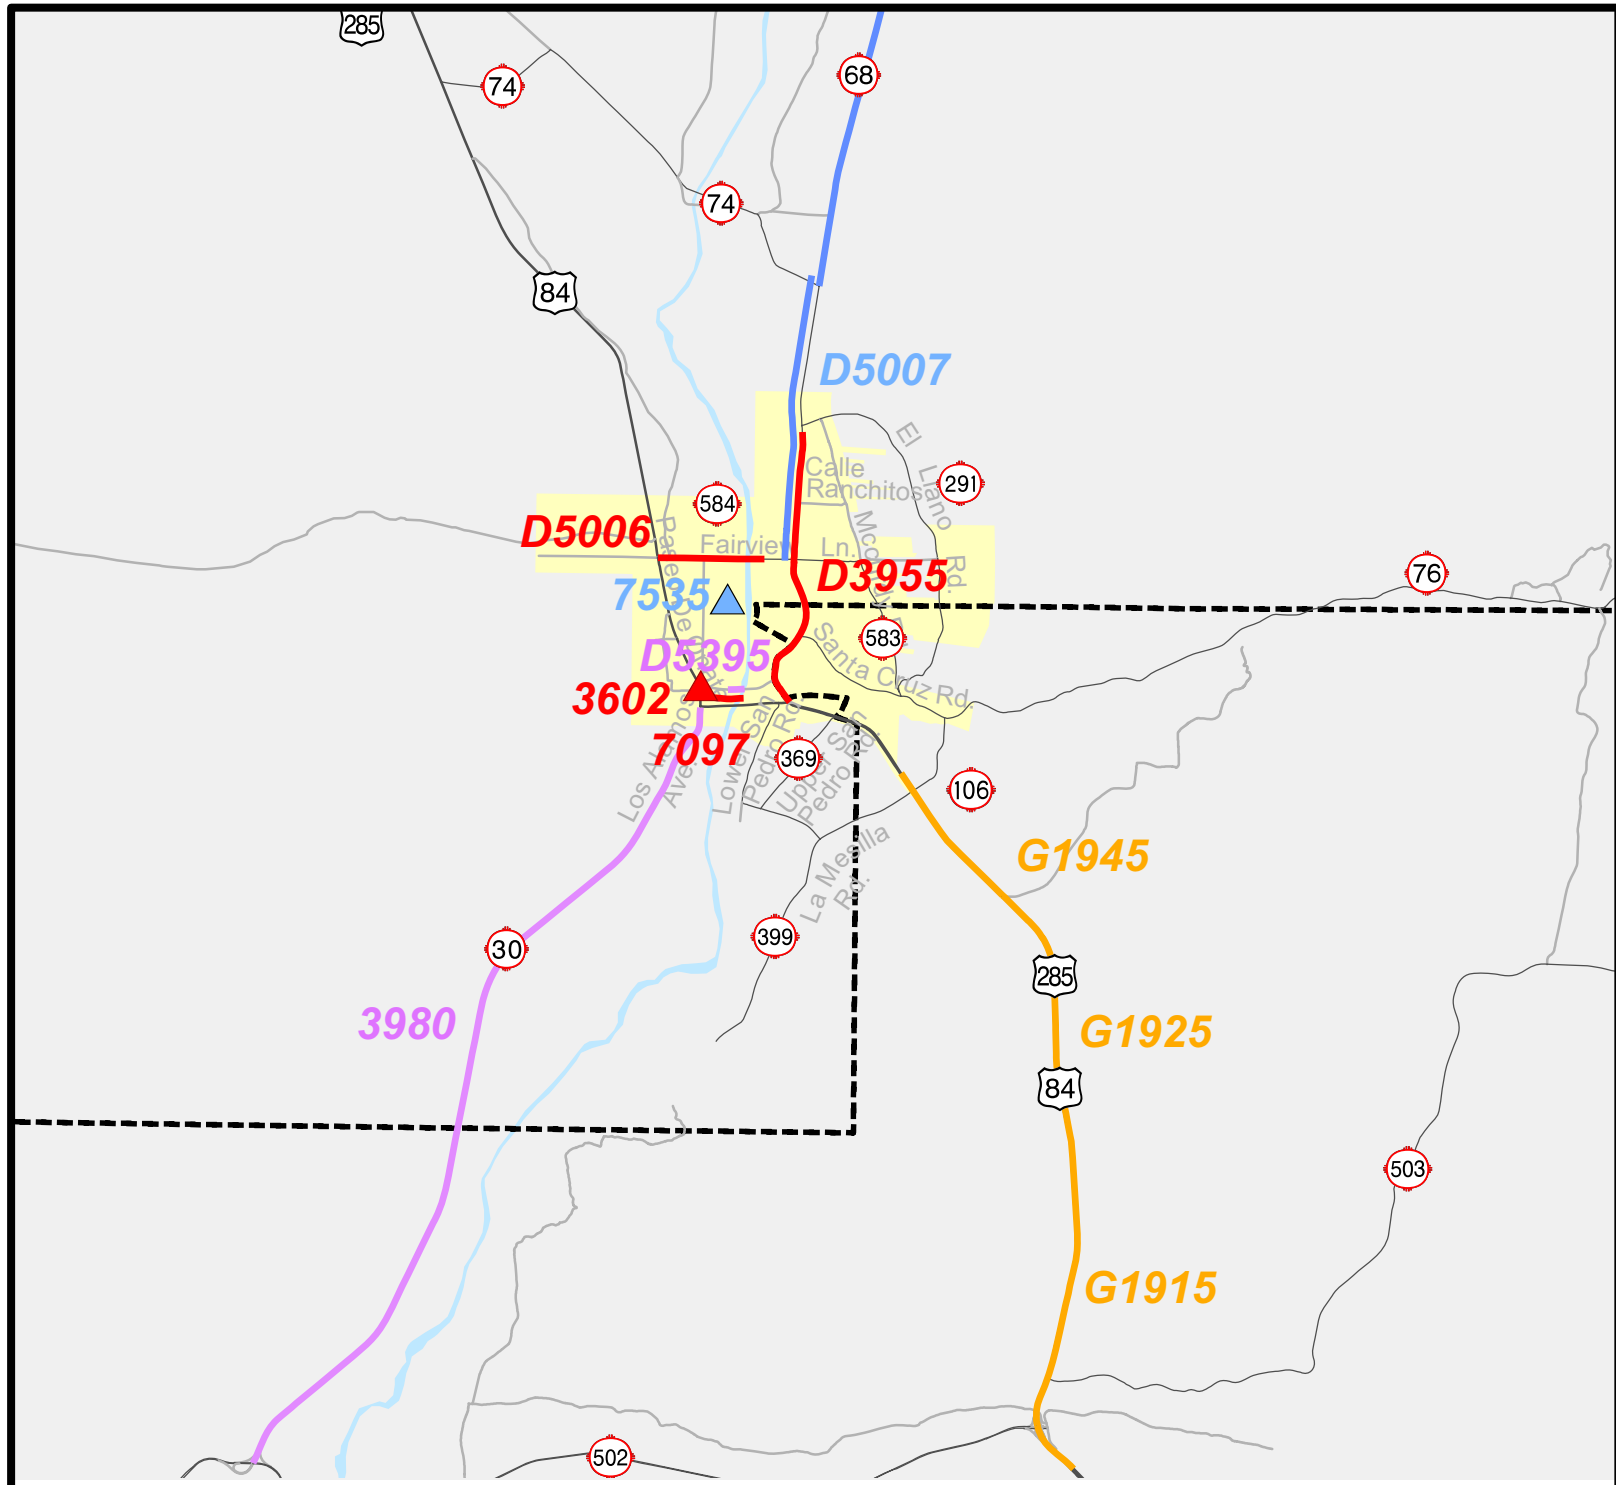 285
68
74
74
84
D5007
El Llano Rd.
Calle
Ranchitos
291
584
D5006
Fairview Ln.
76
D3955
7535
583
D5395
Santa Cruz Rd.
3602
7097
Los Alamos
Ave.
Lower San
Pedro Rd.
369
Upper San
Pedro Rd.
106
La Mesilla
Rd.
G1945
399
30
285
3980
G1925
84
503
G1915
502